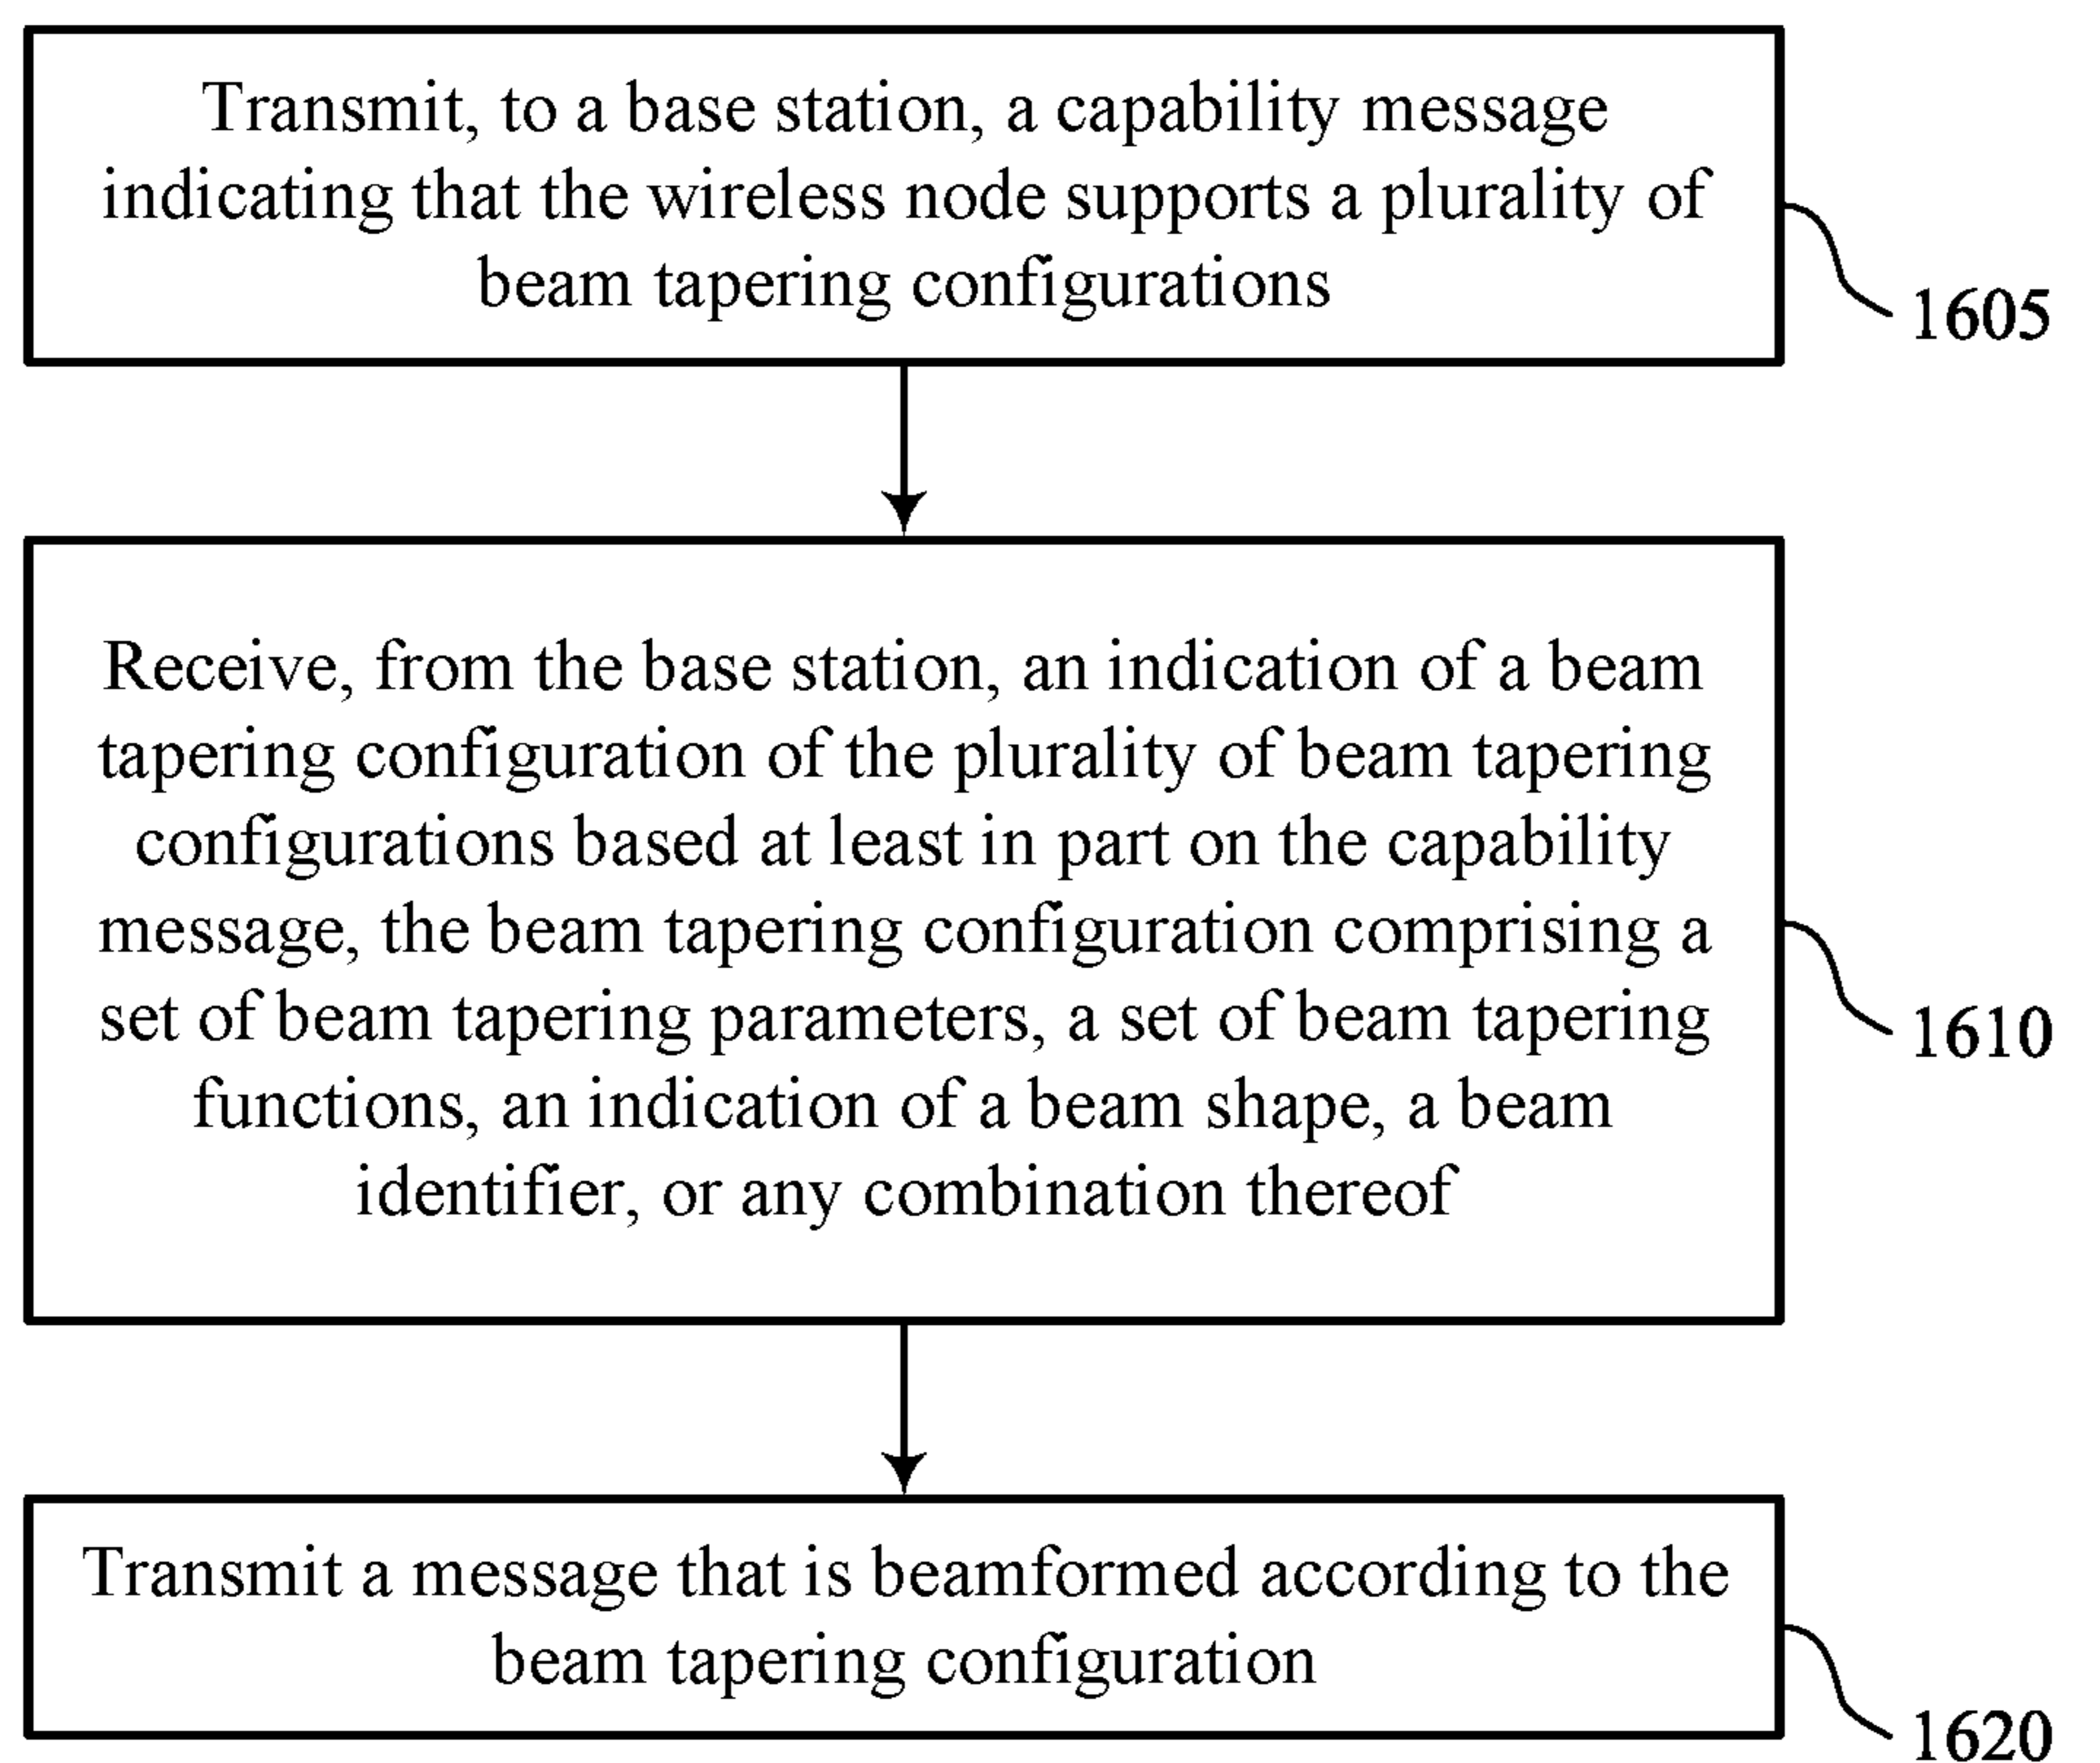 Transmit, to a base station, a capability message
indicating that the wireless node supports a plurality of
beam tapering configurations
1605
Receive, from the base station, an indication of a beam
tapering configuration of the plurality of beam tapering
configurations based at least in part on the capability
message, the beam tapering configuration comprising a
set of beam tapering parameters, a set of beam tapering
functions, an indication of a beam shape, a beam
identifier, or any combination thereof
1610
Transmit a message that is beamformed according to the
beam tapering configuration
1620